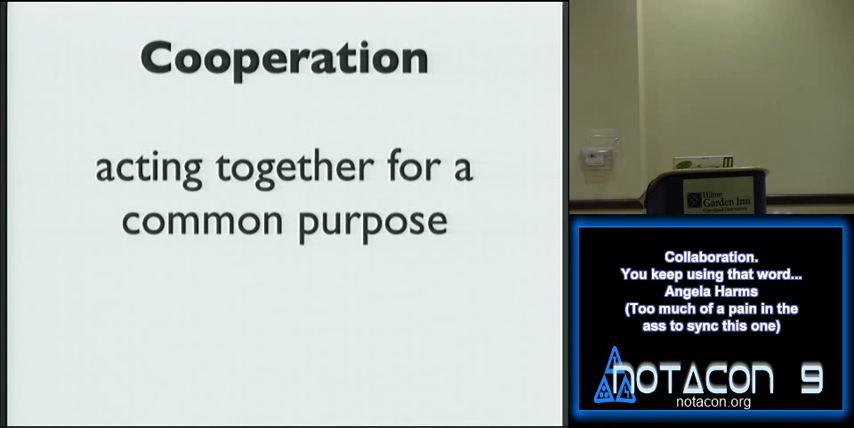 Cooperation
acting together for a
common purpose
Hilton
Garden Inn
Collaboration.
You keep using that word...
Angela Harms
(Too much of a pain in the
ass to sync this one)
NOTACON 9
notacon.org